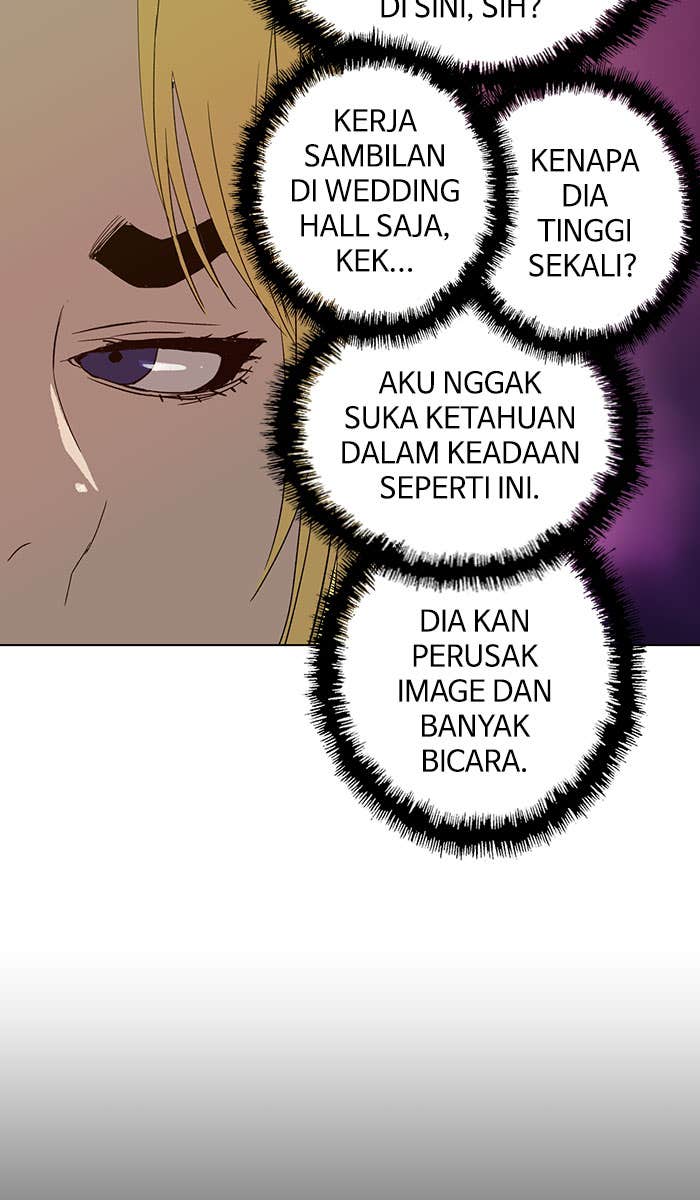 DI SINI, SIH?
KERJA
SAMBILAN
DI WEDDING
HALL SAJA,
KEK...
KENAPA
DIA
TINGGI
SEKALI?
AKU NGGAK
SUKA KETAHUAN
DALAM KEADAAN
SEPERTI INI.
DIA KAN
PERUSAK
IMAGE DAN
BANYAK
BICARA.